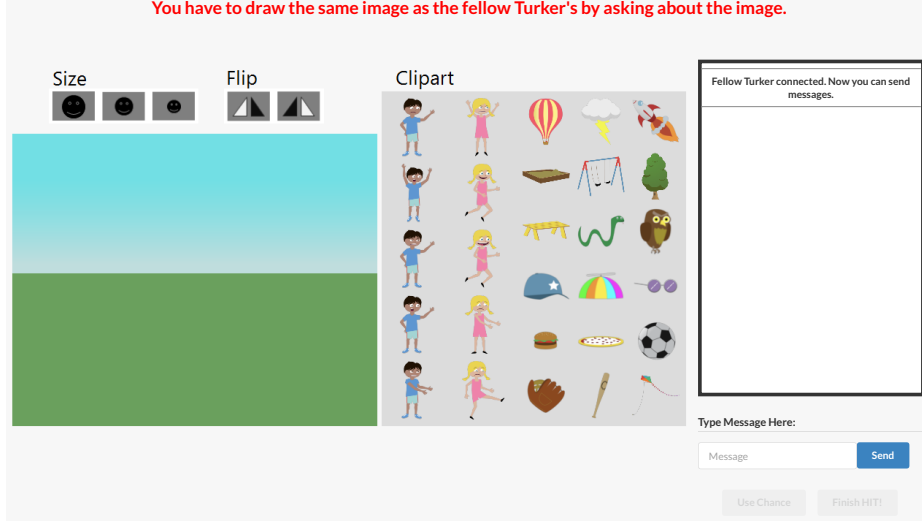 You have to draw the same image as the fellow Turker's by asking about the image.
Size
Flip
Clipart
Fellow Turker connected. Now you can send
messages.
Type Message Here:
Message
Send
Use Chance
Finish HIT!